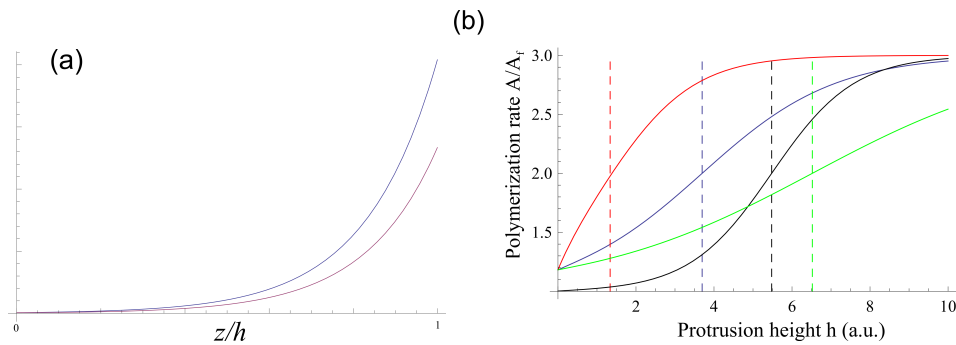 (a)
0
z/h
1
(b)
Polymerization rate A/A_f
3.0
2.5
2.0
1.5
0 2 4 6 8 10
Protrusion height h (a.u.)